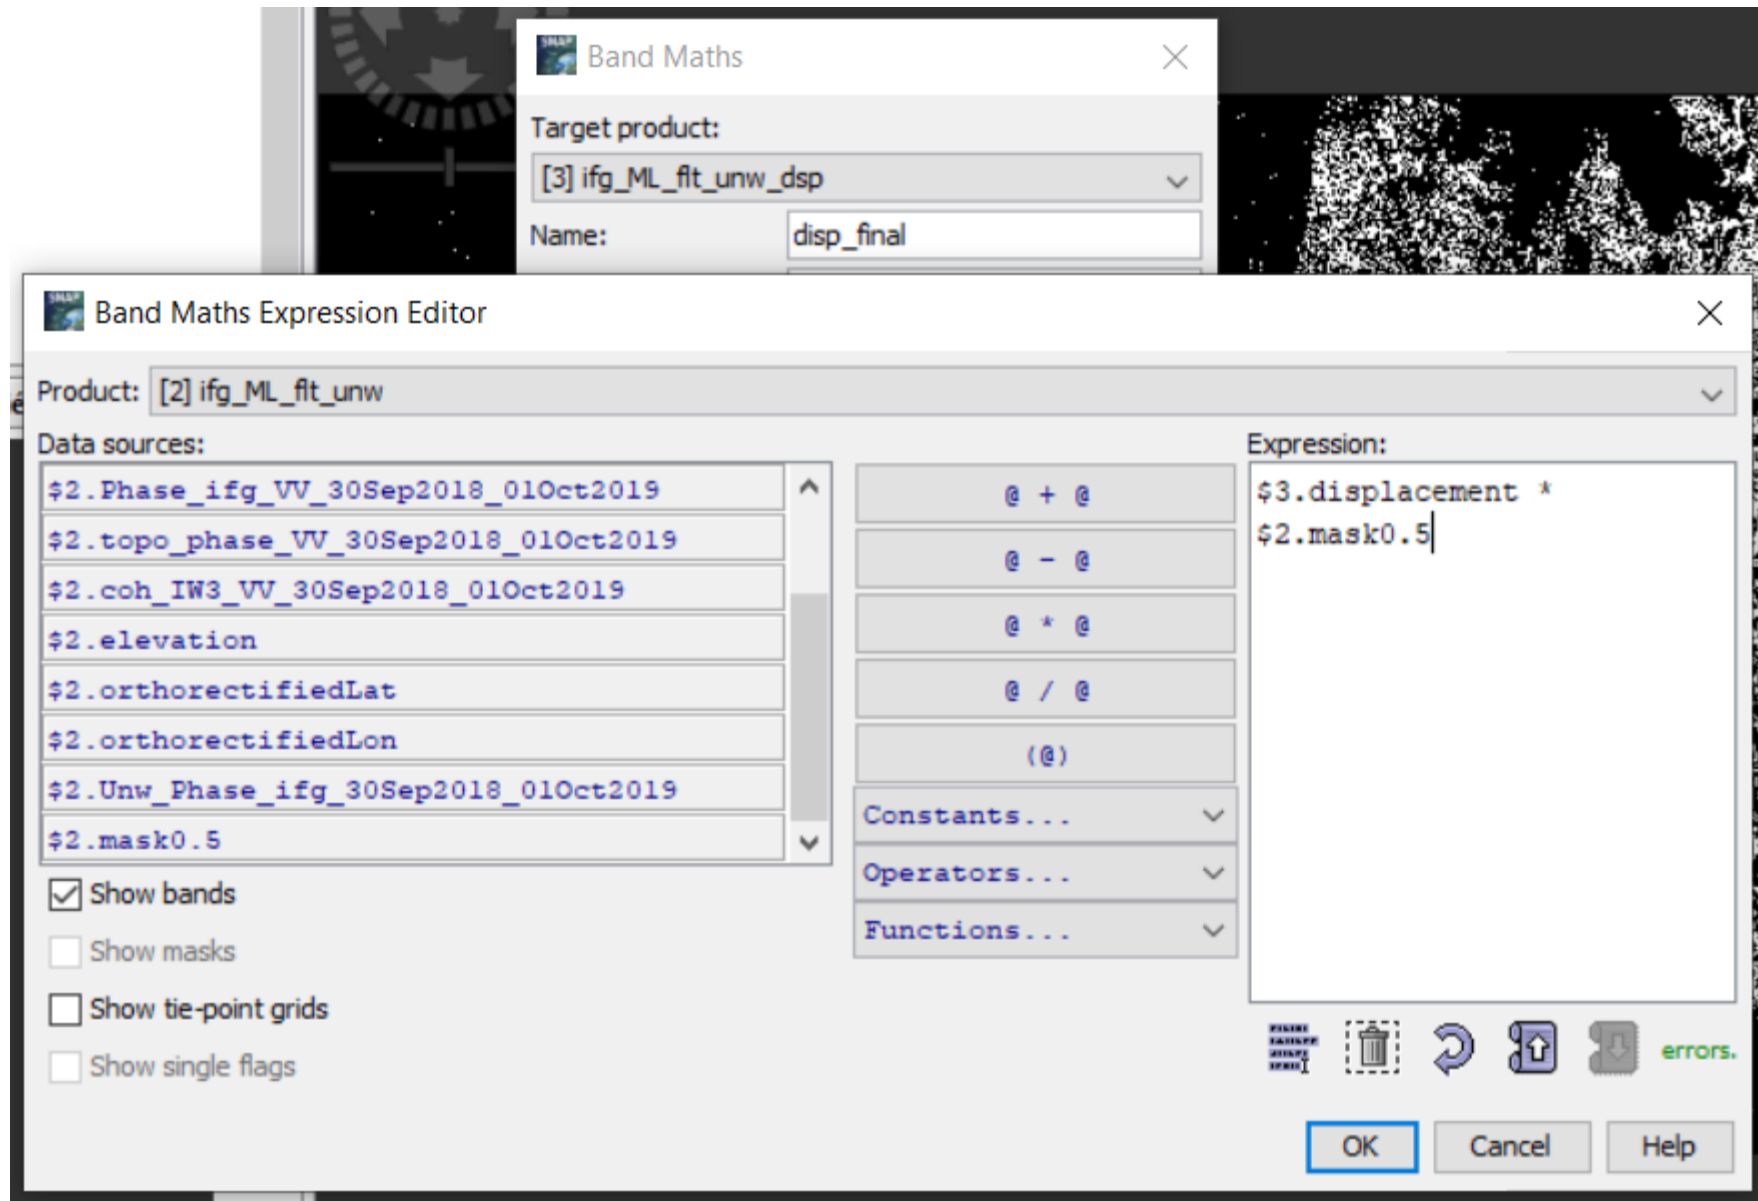 SNAP
Band Maths
Target product:
[3] ifg_ML_flt_unw_dsp
Name:
disp_final
SNAP
Band Maths Expression Editor
Product:
[2] ifg_ML_flt_unw
é
Data sources:
$2.Phase_ifg_VV_30Sep2018_01Oct2019
$2.topo_phase_VV_30Sep2018_01Oct2019
$2.coh_IW3_VV_30Sep2018_01Oct2019
$2.elevation
$2.orthorectifiedLat
$2.orthorectifiedLon
$2.Unw_Phase_ifg_30Sep2018_01Oct2019
$2.mask0.5
Show bands
Show masks
Show tie-point grids
Show single flags
@ + @
@ - @
@ * @
@ / @
(@)
Constants...
Operators...
Functions...
Expression:
$3.displacement *
$2.mask0.5
errors.
OK
Cancel
Help